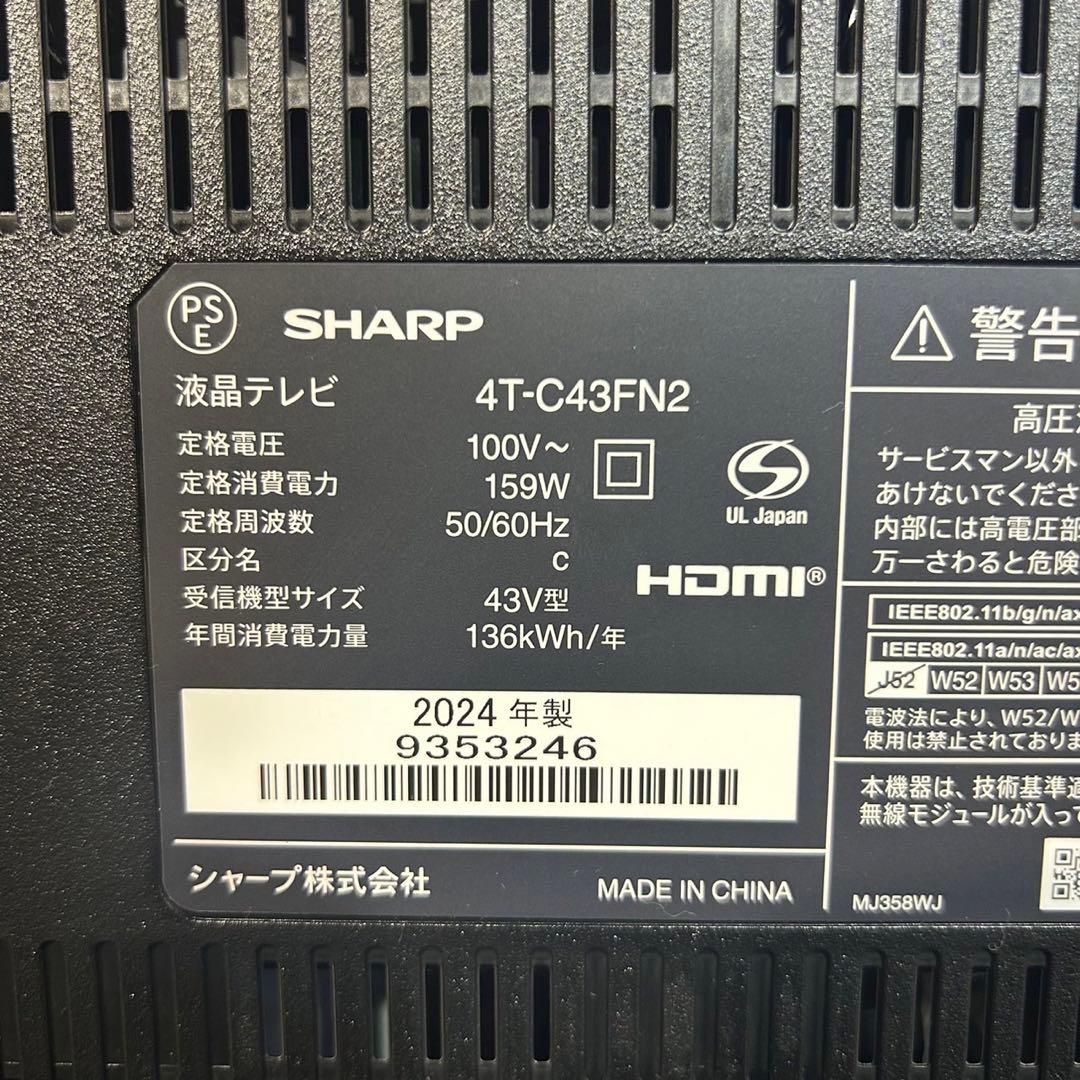 PSE SHARP
液晶テレビ 4T-C43FN2
定格電圧 100V～
定格消費電力 159W
定格周波数 50/60Hz
区分名 C
受信機型サイズ 43V型
年間消費電力量 136kWh/年
UL Japan
HDMI®
2024 年製
9353246
シャープ株式会社
MADE IN CHINA
警告
高圧
サービスマン以外
あけないでくださ
内部には高電圧部
万一さわると危険
IEEE802.11b/g/n/ax
IEEE802.11a/n/ac/ax
J52 W52 W53 W5
電波法により、W52/W
使用は禁止されておりま
本機器は、技術基準適
無線モジュールが入って
MJ358WJ